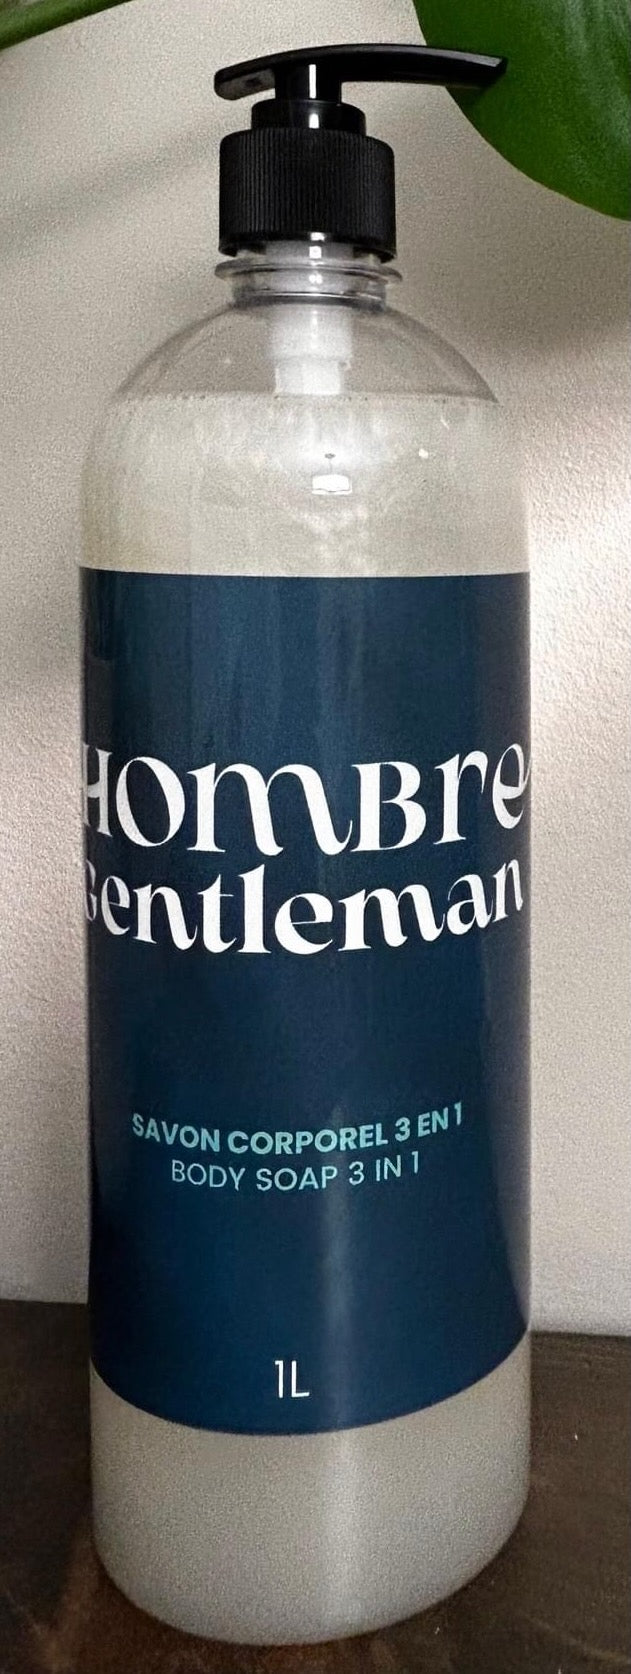 HOMBRE
Gentleman
SAVON CORPOREL 3 EN 1
BODY SOAP 3 IN 1
1L